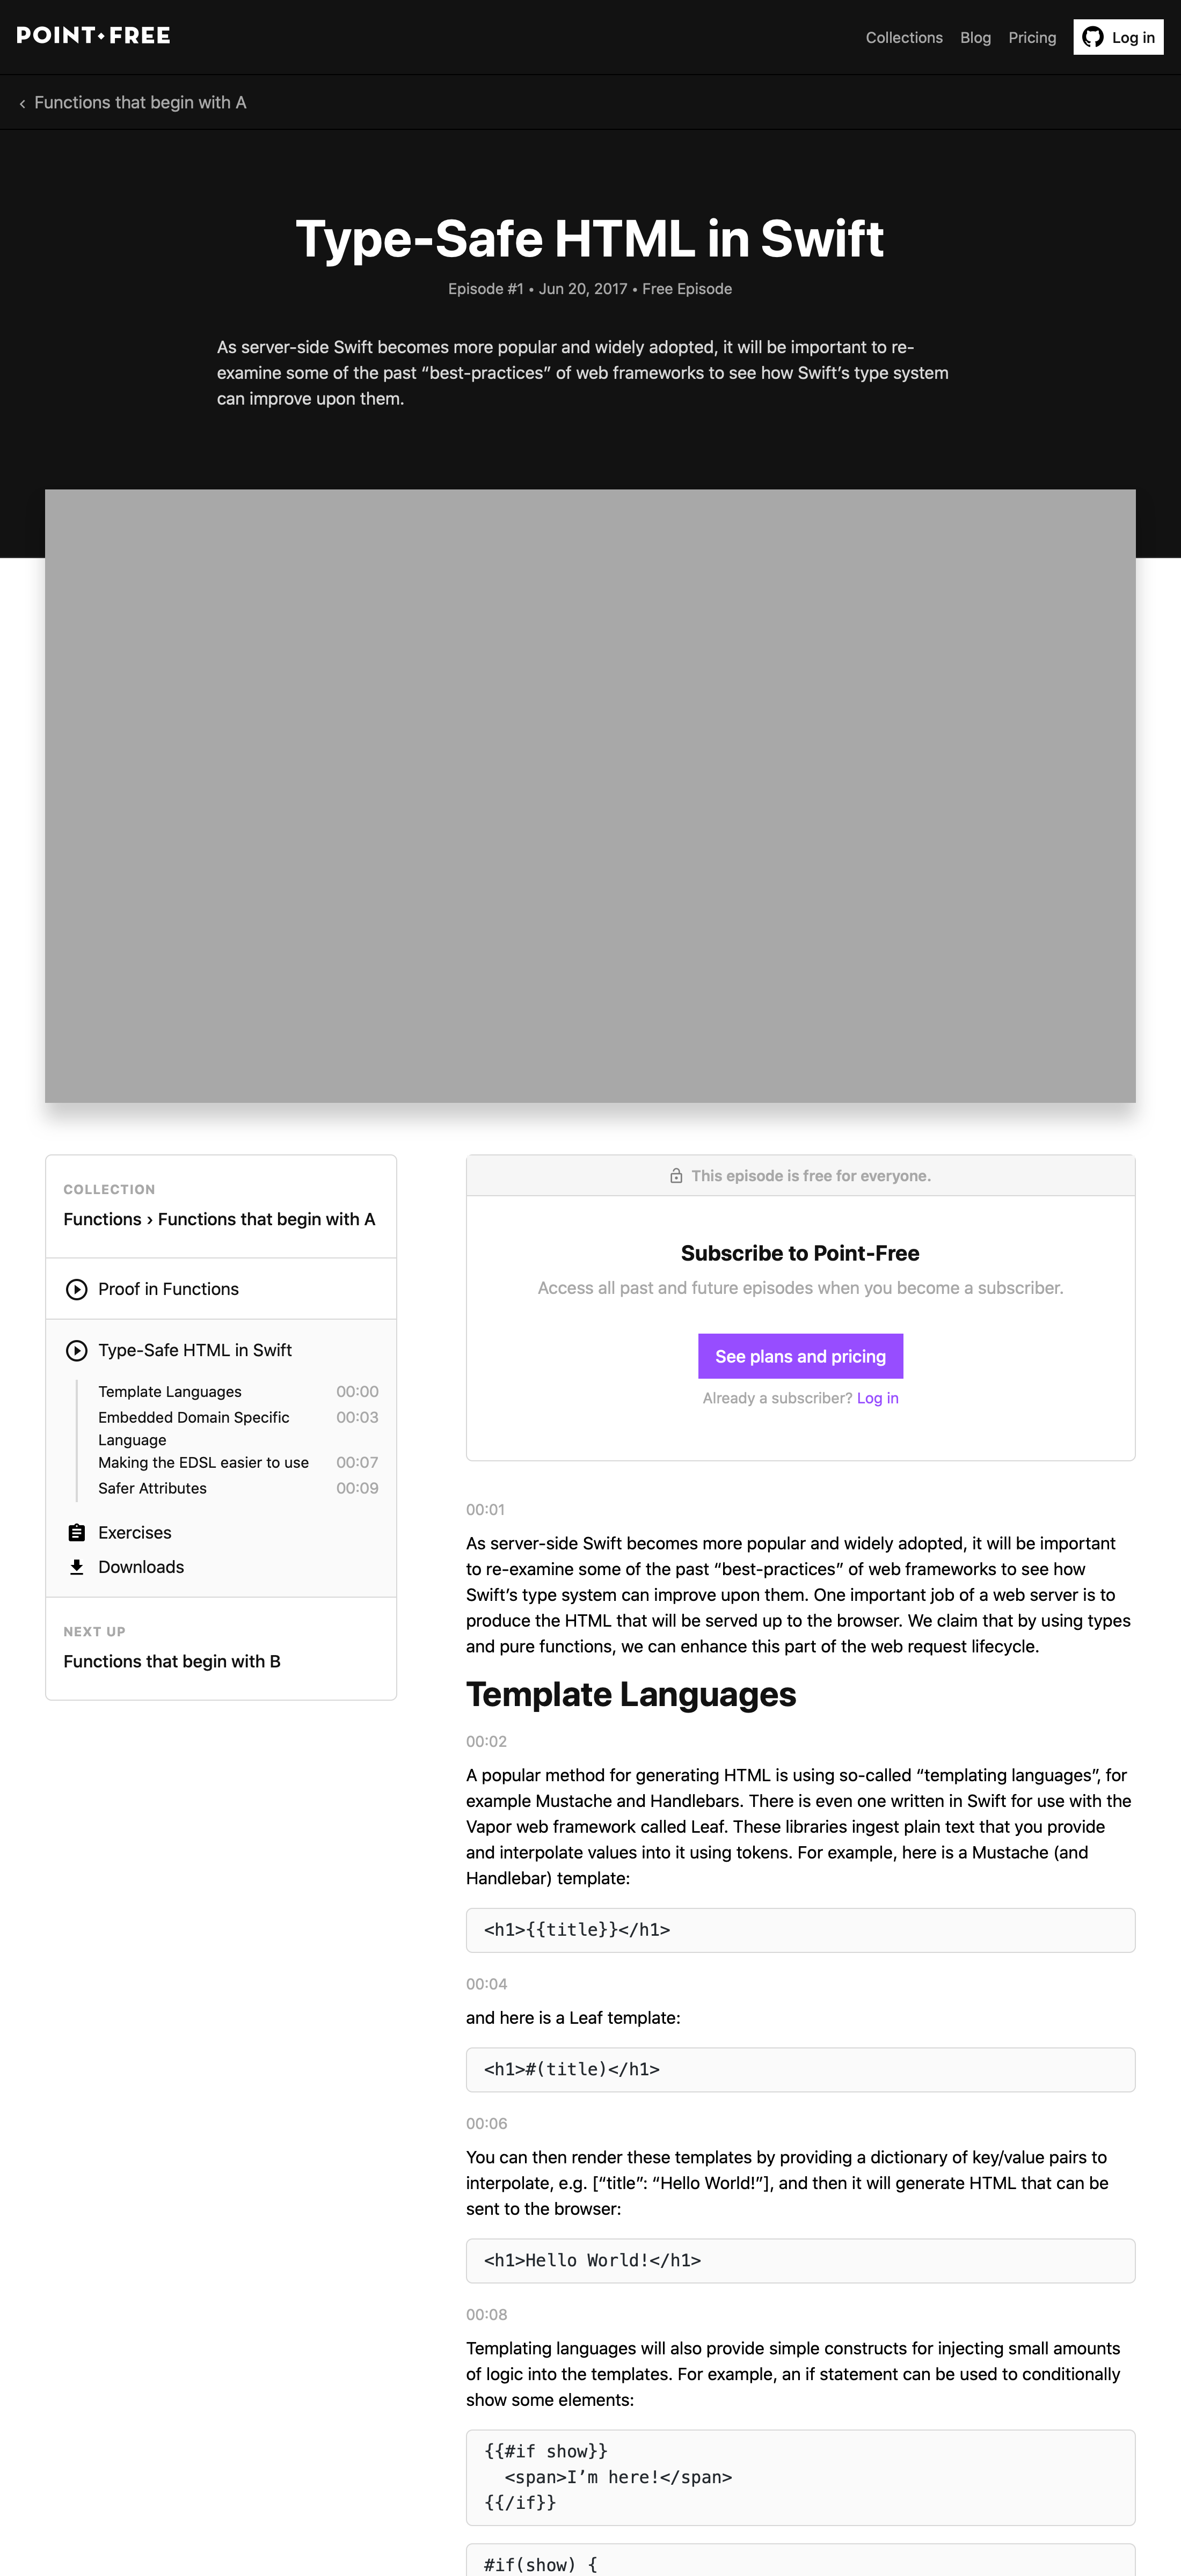 POINT•FREE
Collections Blog Pricing Log in
‹ Functions that begin with A
Type-Safe HTML in Swift
Episode #1 • Jun 20, 2017 • Free Episode
As server-side Swift becomes more popular and widely adopted, it will be important to re-
examine some of the past “best-practices” of web frameworks to see how Swift’s type system
can improve upon them.
COLLECTION
Functions › Functions that begin with A
Proof in Functions
Type-Safe HTML in Swift
Template Languages 00:00
Embedded Domain Specific 00:03
Language
Making the EDSL easier to use 00:07
Safer Attributes 00:09
Exercises
Downloads
NEXT UP
Functions that begin with B
This episode is free for everyone.
Subscribe to Point-Free
Access all past and future episodes when you become a subscriber.
See plans and pricing
Already a subscriber? Log in
00:01
As server-side Swift becomes more popular and widely adopted, it will be important
to re-examine some of the past “best-practices” of web frameworks to see how
Swift’s type system can improve upon them. One important job of a web server is to
produce the HTML that will be served up to the browser. We claim that by using types
and pure functions, we can enhance this part of the web request lifecycle.
Template Languages
00:02
A popular method for generating HTML is using so-called “templating languages”, for
example Mustache and Handlebars. There is even one written in Swift for use with the
Vapor web framework called Leaf. These libraries ingest plain text that you provide
and interpolate values into it using tokens. For example, here is a Mustache (and
Handlebar) template:
<h1>{{title}}</h1>
00:04
and here is a Leaf template:
<h1>#(title)</h1>
00:06
You can then render these templates by providing a dictionary of key/value pairs to
interpolate, e.g. [“title”: “Hello World!”], and then it will generate HTML that can be
sent to the browser:
<h1>Hello World!</h1>
00:08
Templating languages will also provide simple constructs for injecting small amounts
of logic into the templates. For example, an if statement can be used to conditionally
show some elements:
{{#if show}}
  <span>I’m here!</span>
{{/if}}
#if(show) {